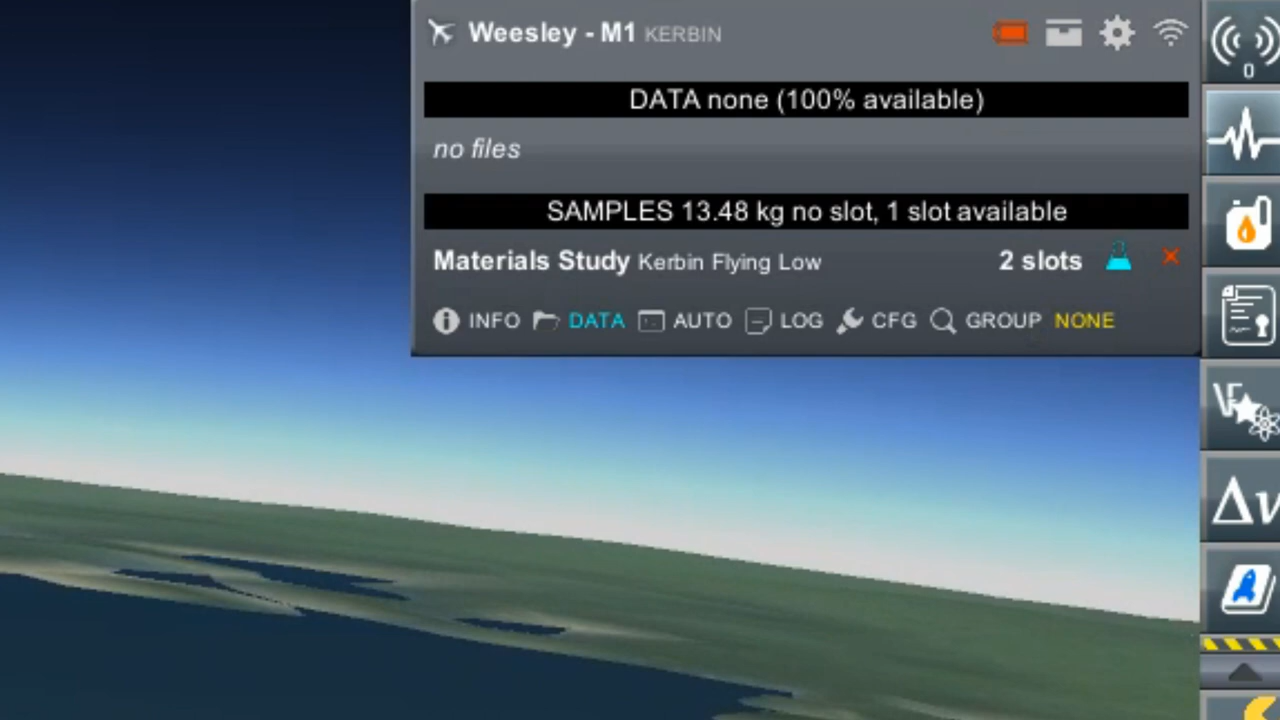 Weesley - M1 KERBIN
0
DATA none (100% available)
no files
SAMPLES 13.48 kg no slot, 1 slot available
Materials Study Kerbin Flying Low 2 slots
INFO DATA AUTO LOG CFG GROUP NONE
VF
Δv